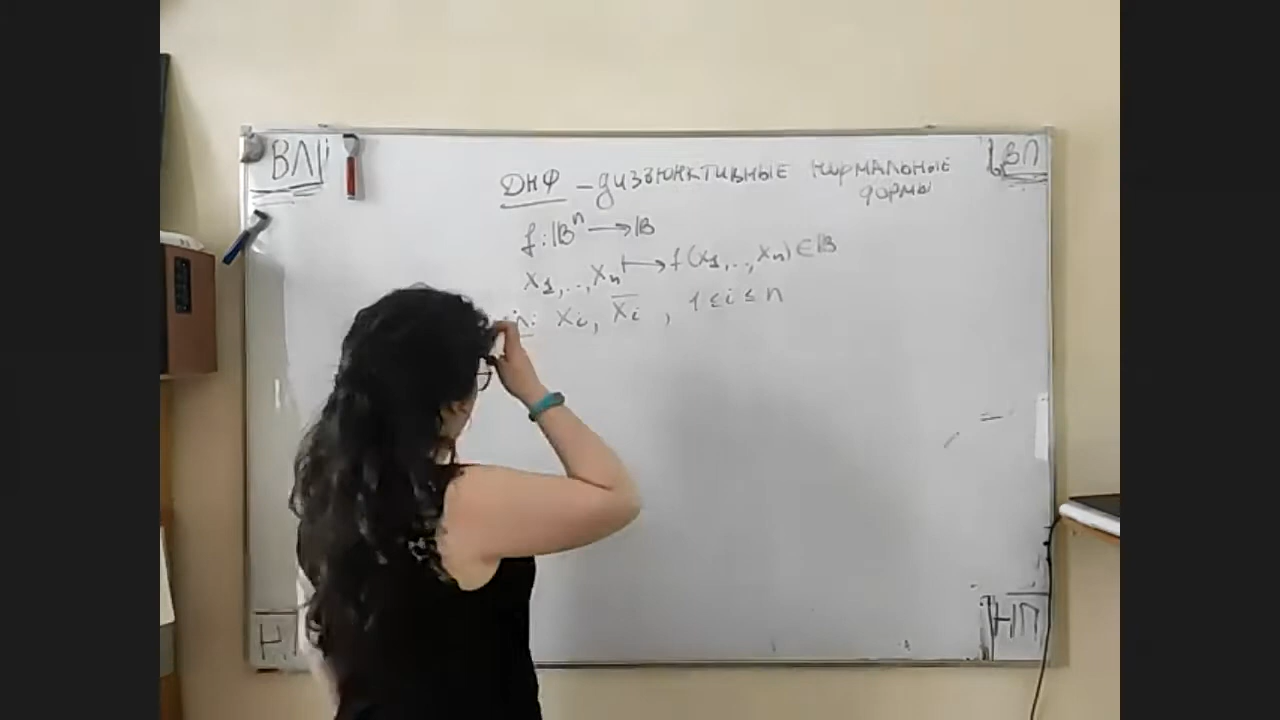 ВЛ
ВП
ДНФ – дизъюнктивные нормальные
формы
f: 𝔹ⁿ → 𝔹
x₁,..,xₙ ↦ f(x₁,..,xₙ) ∈ 𝔹
xᵢ, x̅ᵢ , 1 ≤ i ≤ n
Н
НП